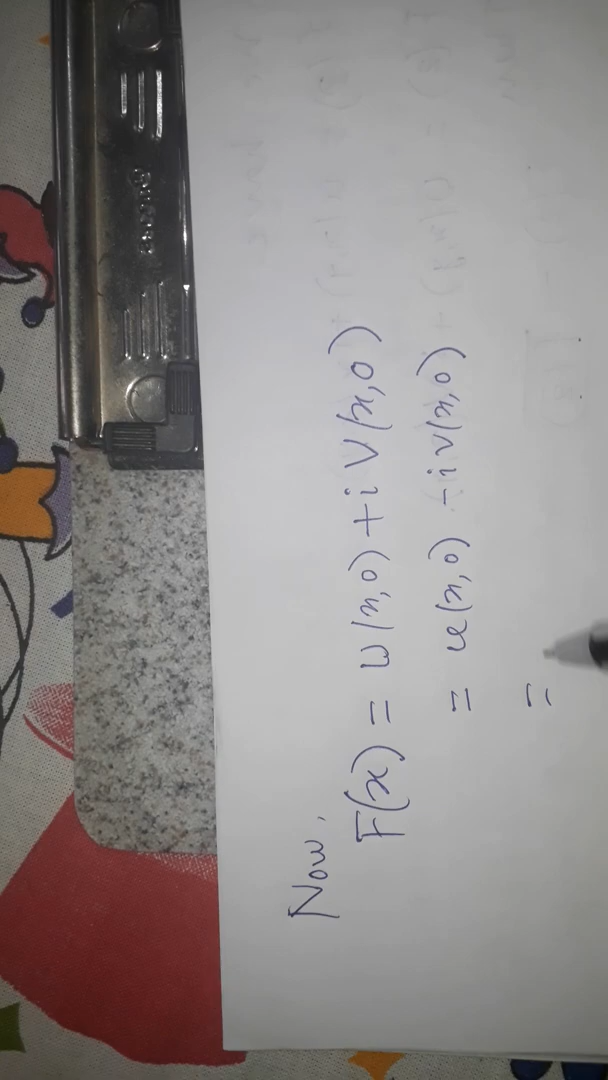 Now,
F(x) = U(x,0) + i V(x,0)
= u(x,0) - i v(x,0)
=